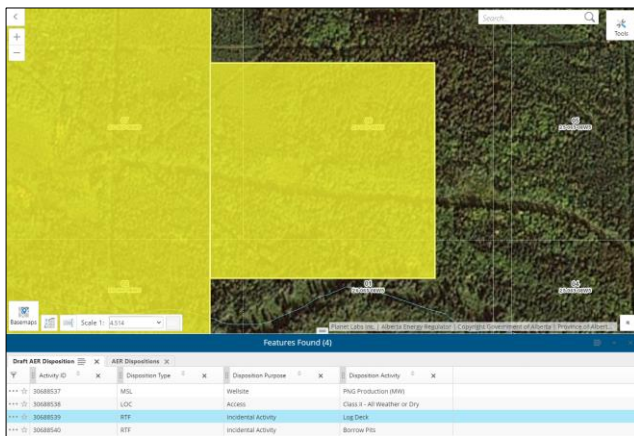 Search...
Tools
Basemaps
Scale 1:
4,514
Planet Labs Inc. | Alberta Energy Regulator | Copyright Government of Alberta | Province of Albert...
Features Found (4)
Draft AER Disposition
AER Dispositions
Activity ID Disposition Type Disposition Purpose Disposition Activity
30688537 MSL Wellsite PNG Production (MW)
30688538 LOC Access Class II - All Weather or Dry
30688539 RTF Incidental Activity Log Deck
30688540 RTF Incidental Activity Borrow Pits